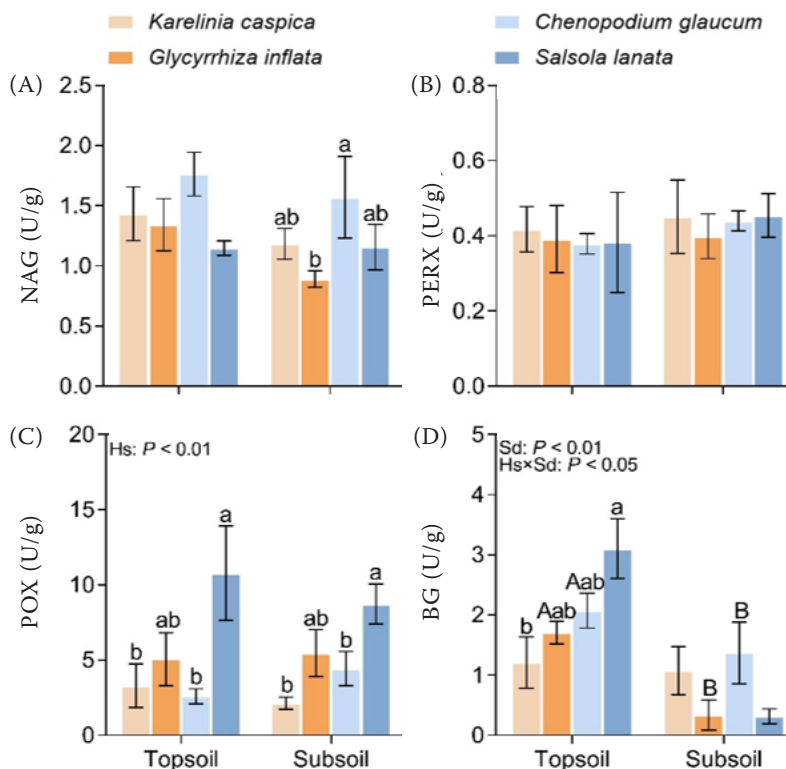 Karelinia caspica
Chenopodium glaucum
Glycyrrhiza inflata
Salsola lanata
(A)
2.5
2.0
1.5
1.0
0.5
0.0
NAG (U/g)
ab
b
a
ab
(B)
0.8
0.6
0.4
0.2
0.0
PERX (U/g)
(C)
20
15
10
5
0
POX (U/g)
Hs: P < 0.01
b
ab
b
a
b
ab
b
a
Topsoil
Subsoil
(D)
5
4
3
2
1
0
BG (U/g)
Sd: P < 0.01
Hs×Sd: P < 0.05
b
Aab
Aab
a
B
B
Topsoil
Subsoil